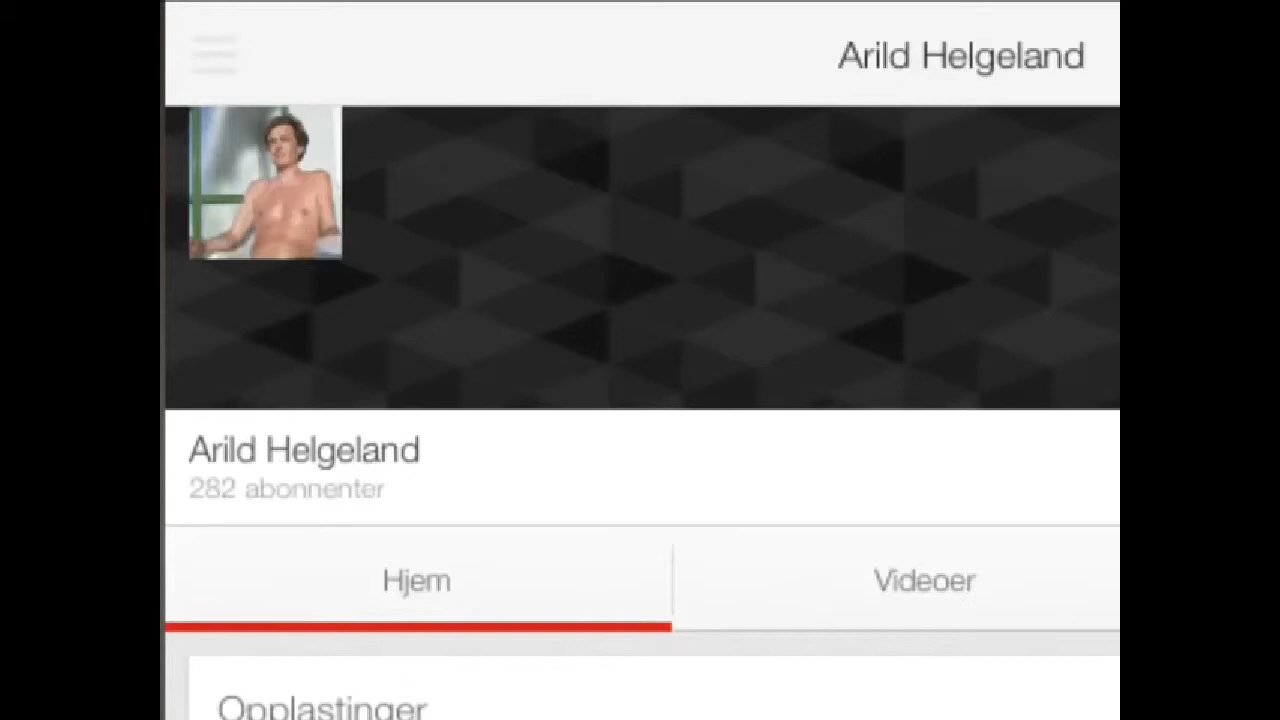 Arild Helgeland
Arild Helgeland
282 abonnenter
Hjem
Videoer
Opplastinger